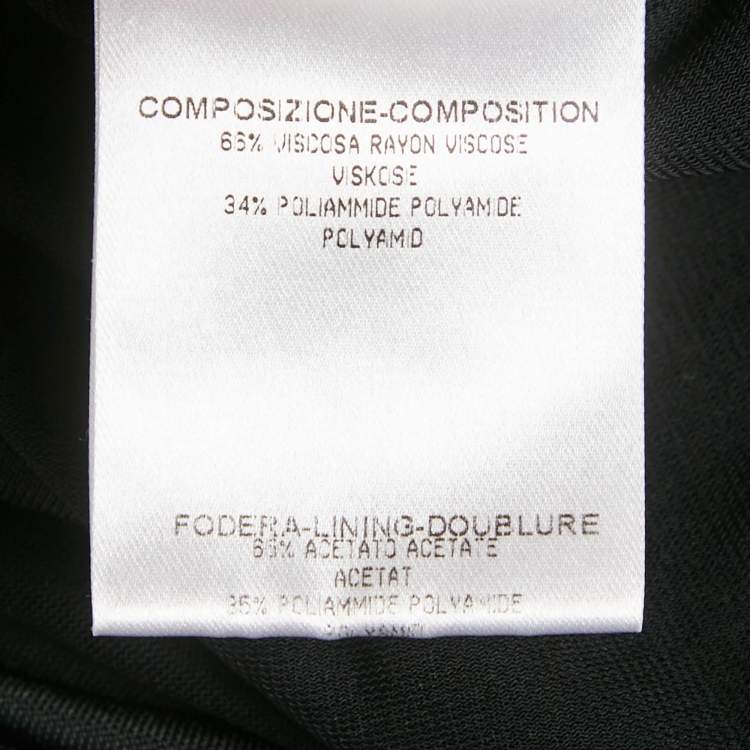 COMPOSIZIONE-COMPOSITION
66% VISCOSA RAYON VISCOSE
VISKOSE
34% POLIAMMIDE POLYAMIDE
POLYAMID
FODERA-LINING-DOUBLURE
ACETATO ACETATE
ACETAT
35% POLIAMMIDE POLYAMIDE
POLYAMID